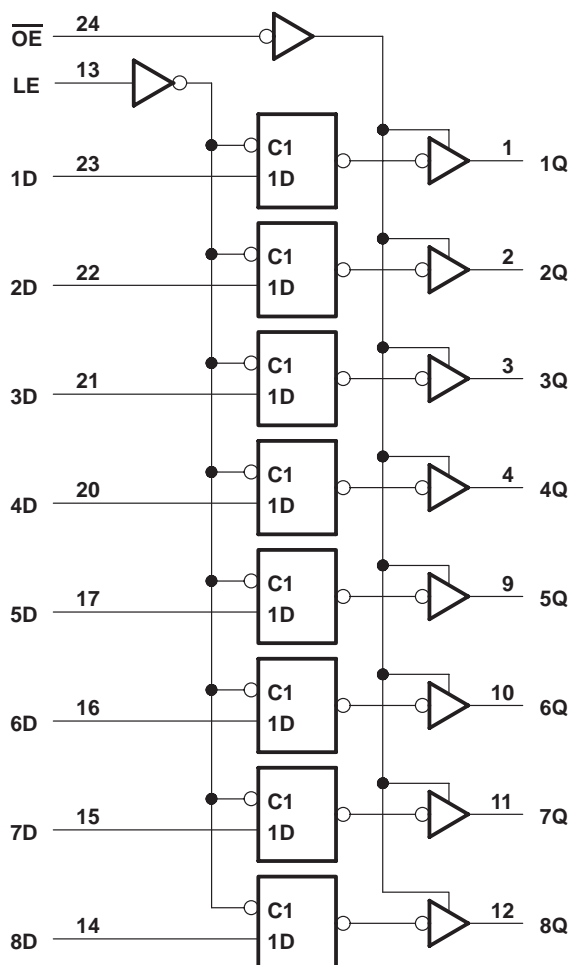 OE 24
LE 13
C1
1D 23 1D 1 1Q
C1
2D 22 1D 2 2Q
C1
3D 21 1D 3 3Q
C1
4D 20 1D 4 4Q
C1
5D 17 1D 9 5Q
C1
6D 16 1D 10 6Q
C1
7D 15 1D 11 7Q
C1
8D 14 1D 12 8Q